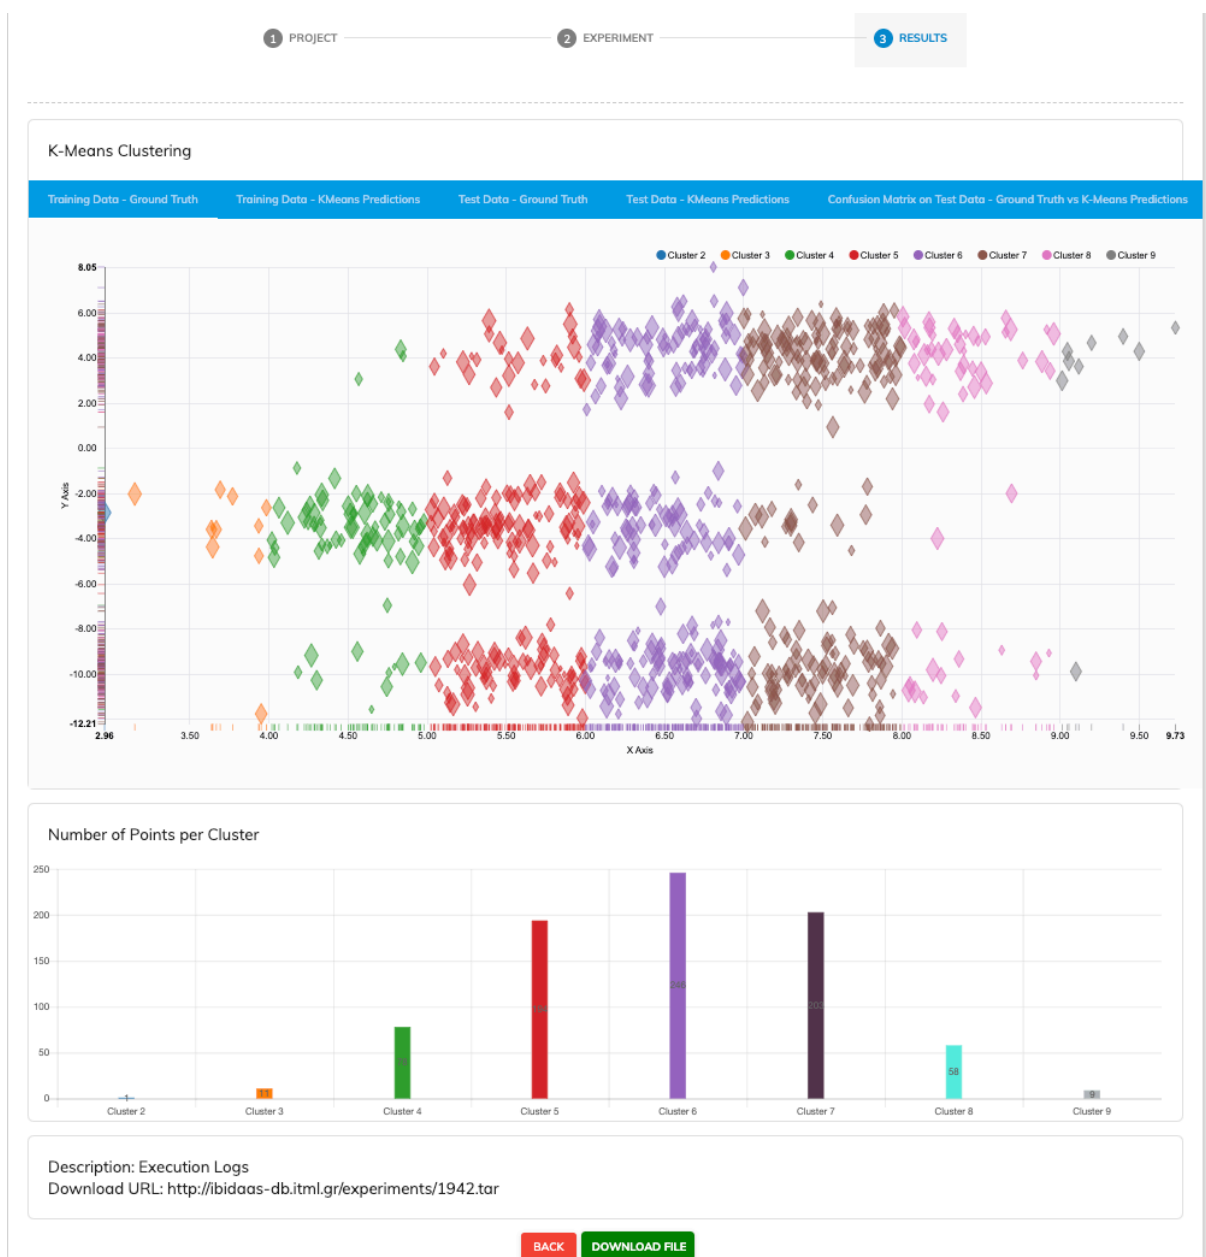 1 PROJECT 2 EXPERIMENT 3 RESULTS
K-Means Clustering
Training Data - Ground Truth Training Data - KMeans Predictions Test Data - Ground Truth Test Data - KMeans Predictions Confusion Matrix on Test Data - Ground Truth vs K-Means Predictions
Cluster 2 Cluster 3 Cluster 4 Cluster 5 Cluster 6 Cluster 7 Cluster 8 Cluster 9
8.05
6.00
4.00
2.00
0.00
Y Axis
-2.00
-4.00
-6.00
-8.00
-10.00
-12.21
2.96 3.50 4.00 4.50 5.00 5.50 6.00 6.50 7.00 7.50 8.00 8.50 9.00 9.50 9.73
X Axis
Number of Points per Cluster
250
200
150
100
50
0
1 11 78 194 246 203 58 9
Cluster 2 Cluster 3 Cluster 4 Cluster 5 Cluster 6 Cluster 7 Cluster 8 Cluster 9
Description: Execution Logs
Download URL: http://ibidaas-db.itml.gr/experiments/1942.tar
BACK DOWNLOAD FILE